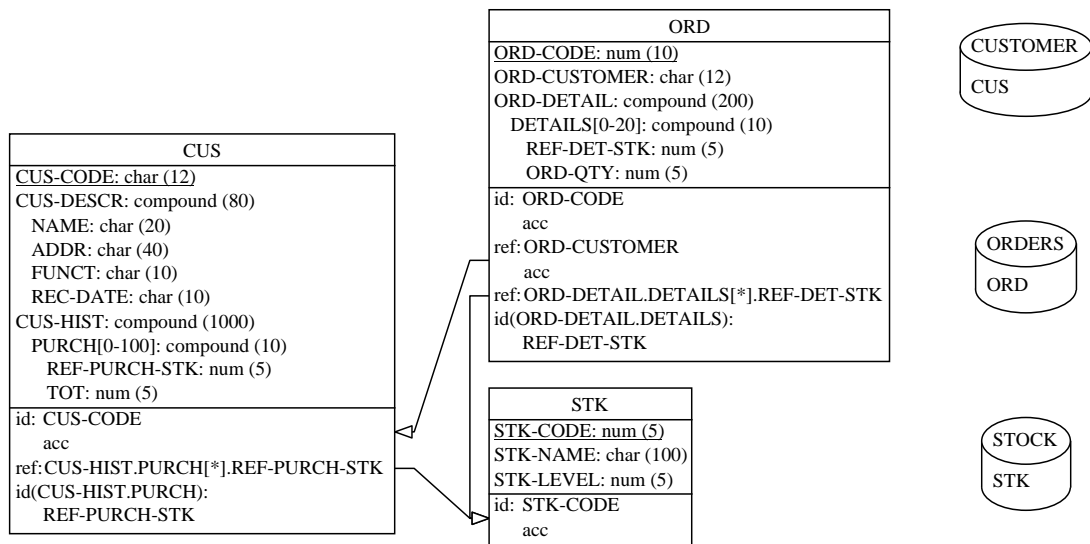 CUS
CUS-CODE: char (12)
CUS-DESCR: compound (80)
NAME: char (20)
ADDR: char (40)
FUNCT: char (10)
REC-DATE: char (10)
CUS-HIST: compound (1000)
PURCH[0-100]: compound (10)
REF-PURCH-STK: num (5)
TOT: num (5)
id: CUS-CODE
acc
ref:CUS-HIST.PURCH[*].REF-PURCH-STK
id(CUS-HIST.PURCH):
REF-PURCH-STK
ORD
ORD-CODE: num (10)
ORD-CUSTOMER: char (12)
ORD-DETAIL: compound (200)
DETAILS[0-20]: compound (10)
REF-DET-STK: num (5)
ORD-QTY: num (5)
id: ORD-CODE
acc
ref:ORD-CUSTOMER
acc
ref:ORD-DETAIL.DETAILS[*].REF-DET-STK
id(ORD-DETAIL.DETAILS):
REF-DET-STK
STK
STK-CODE: num (5)
STK-NAME: char (100)
STK-LEVEL: num (5)
id: STK-CODE
acc
CUSTOMER
CUS
ORDERS
ORD
STOCK
STK